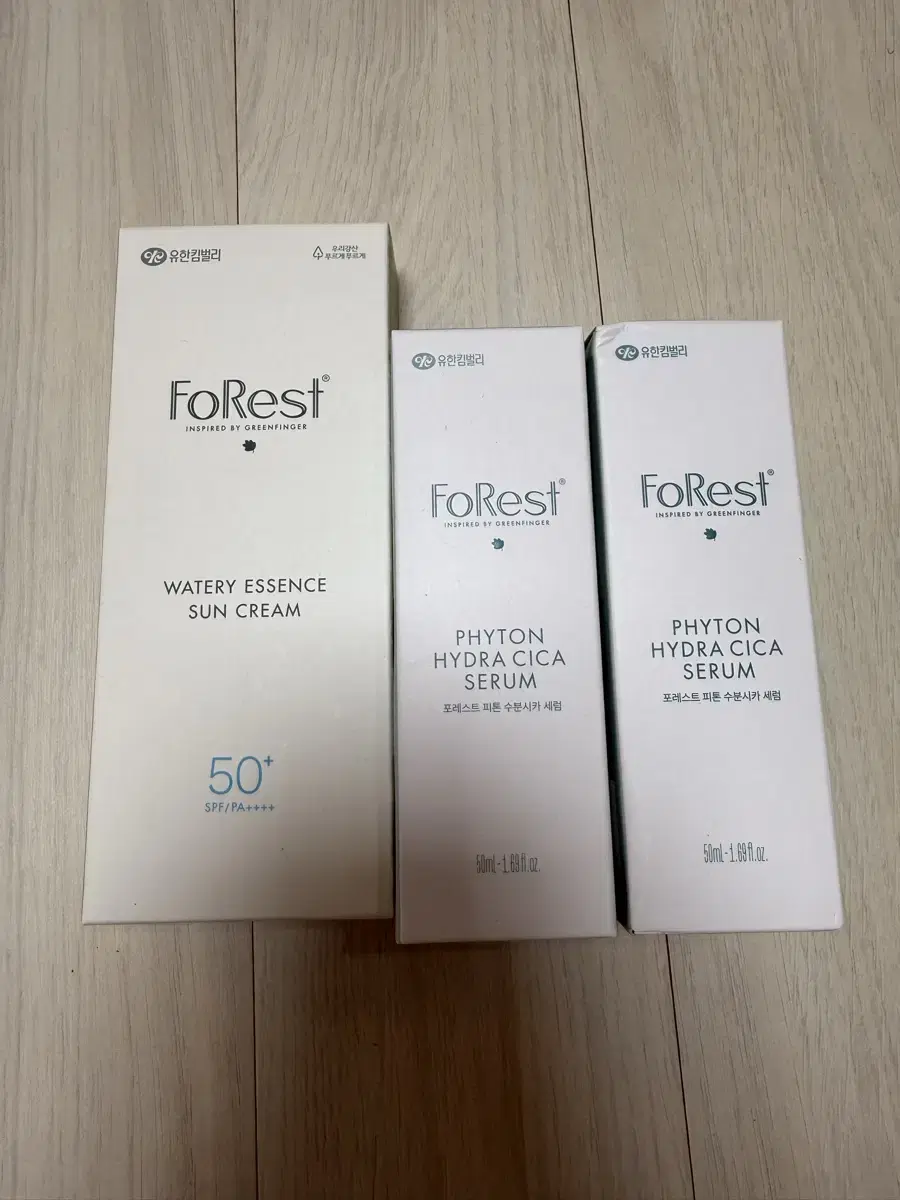 유한킴벌리
우리강산
푸르게 푸르게
FoRest®
INSPIRED BY GREENFINGER
WATERY ESSENCE
SUN CREAM
50+
SPF/PA++++
유한킴벌리
FoRest®
INSPIRED BY GREENFINGER
PHYTON
HYDRA CICA
SERUM
포레스트 피톤 수분시카 세럼
50mL-1.69fl.oz.
유한킴벌리
FoRest®
INSPIRED BY GREENFINGER
PHYTON
HYDRA CICA
SERUM
포레스트 피톤 수분시카 세럼
50mL-1.69fl.oz.